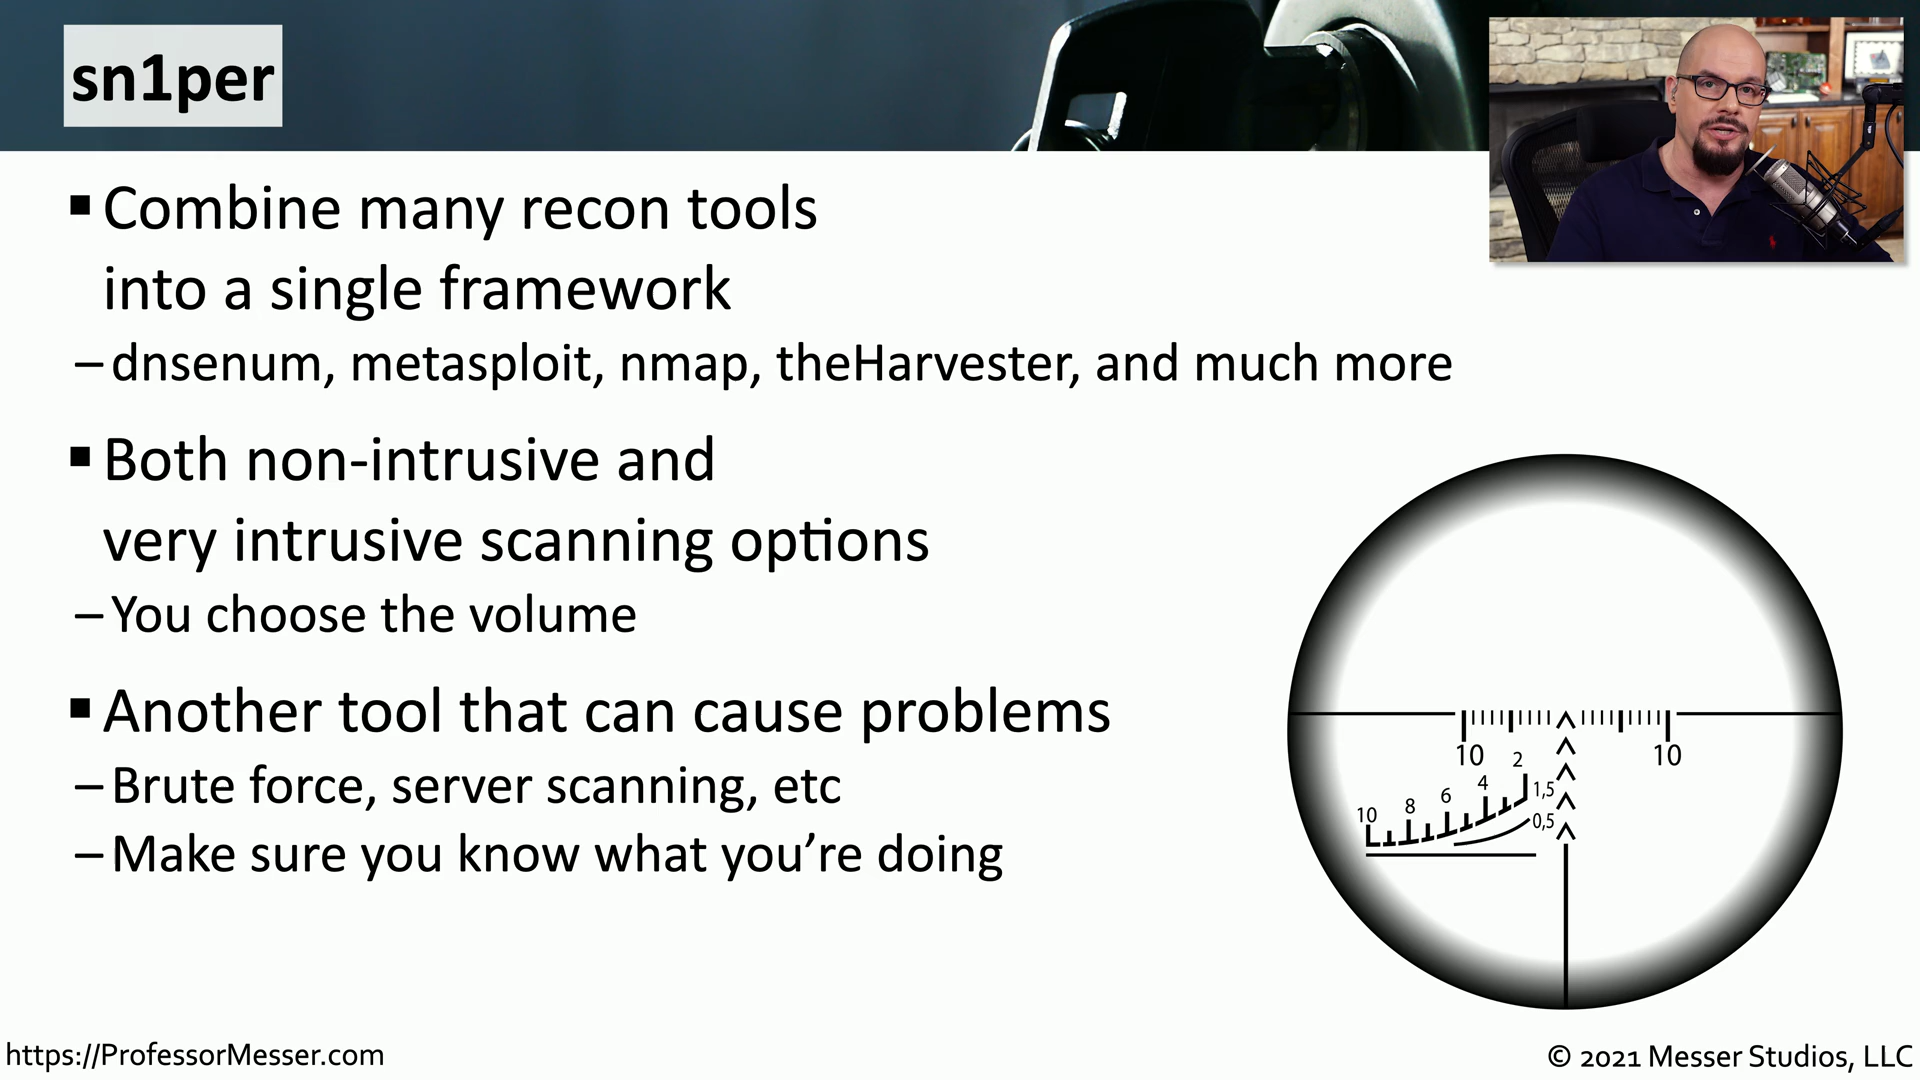 sn1per
▪ Combine many recon tools
into a single framework
– dnsenum, metasploit, nmap, theHarvester, and much more
▪ Both non-intrusive and
very intrusive scanning options
– You choose the volume
▪ Another tool that can cause problems
– Brute force, server scanning, etc
– Make sure you know what you’re doing
10 10
2
4
6
8
10
1,5
0,5
https://ProfessorMesser.com
© 2021 Messer Studios, LLC